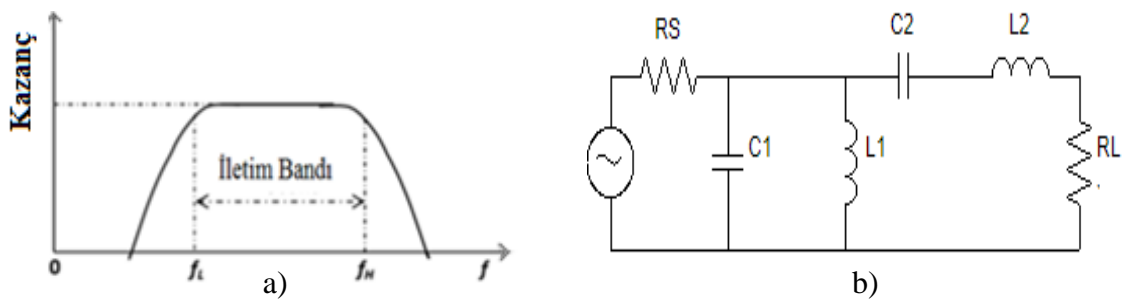 Kazanç
İletim Bandı
0
fL
fH
f
a)
RS
C2
L2
C1
L1
RL
b)